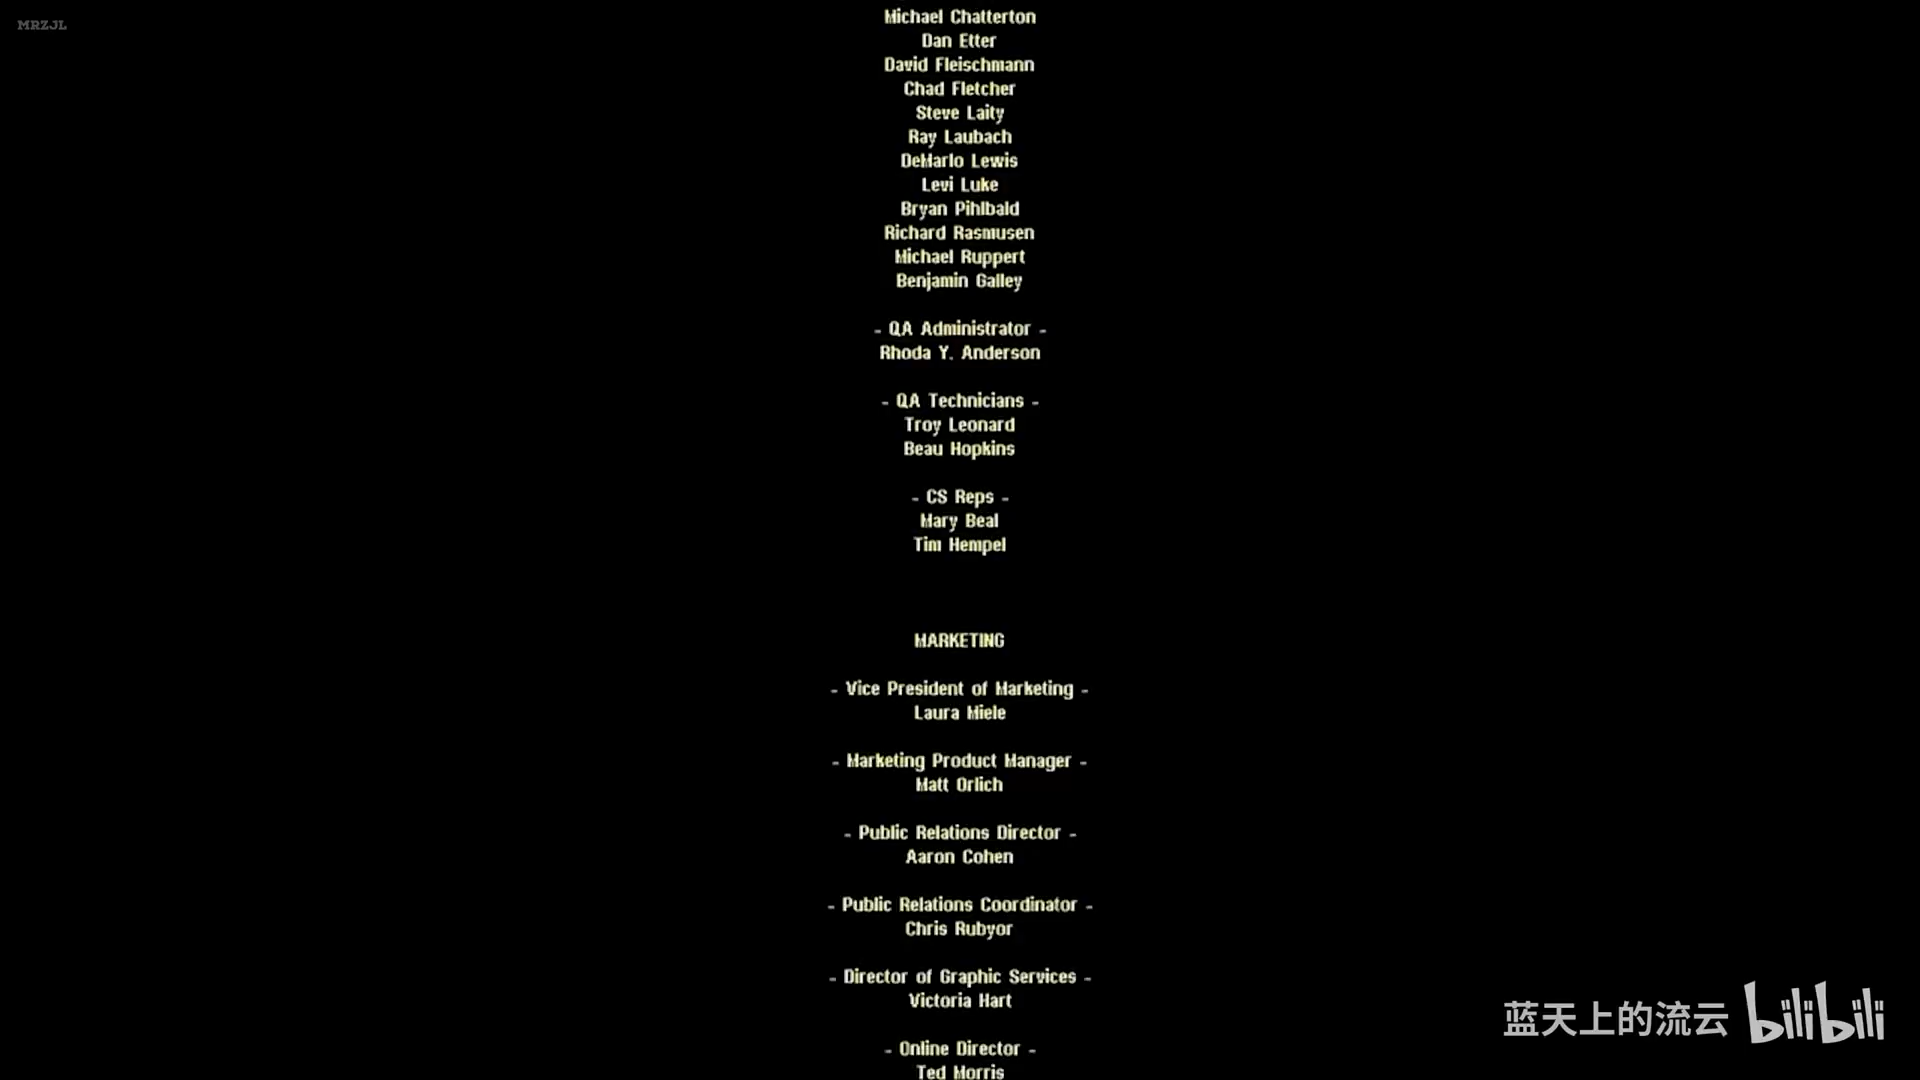 MRZJL
Michael Chatterton
Dan Etter
David Fleischmann
Chad Fletcher
Steve Laity
Ray Laubach
DeMarlo Lewis
Levi Luke
Bryan Pihlbald
Richard Rasmusen
Michael Ruppert
Benjamin Galley
- QA Administrator -
Rhoda Y. Anderson
- QA Technicians -
Troy Leonard
Beau Hopkins
- CS Reps -
Mary Beal
Tim Hempel
MARKETING
- Vice President of Marketing -
Laura Miele
- Marketing Product Manager -
Matt Orlich
- Public Relations Director -
Aaron Cohen
- Public Relations Coordinator -
Chris Rubyor
- Director of Graphic Services -
Victoria Hart
- Online Director -
Ted Morris
蓝天上的流云 bilibili